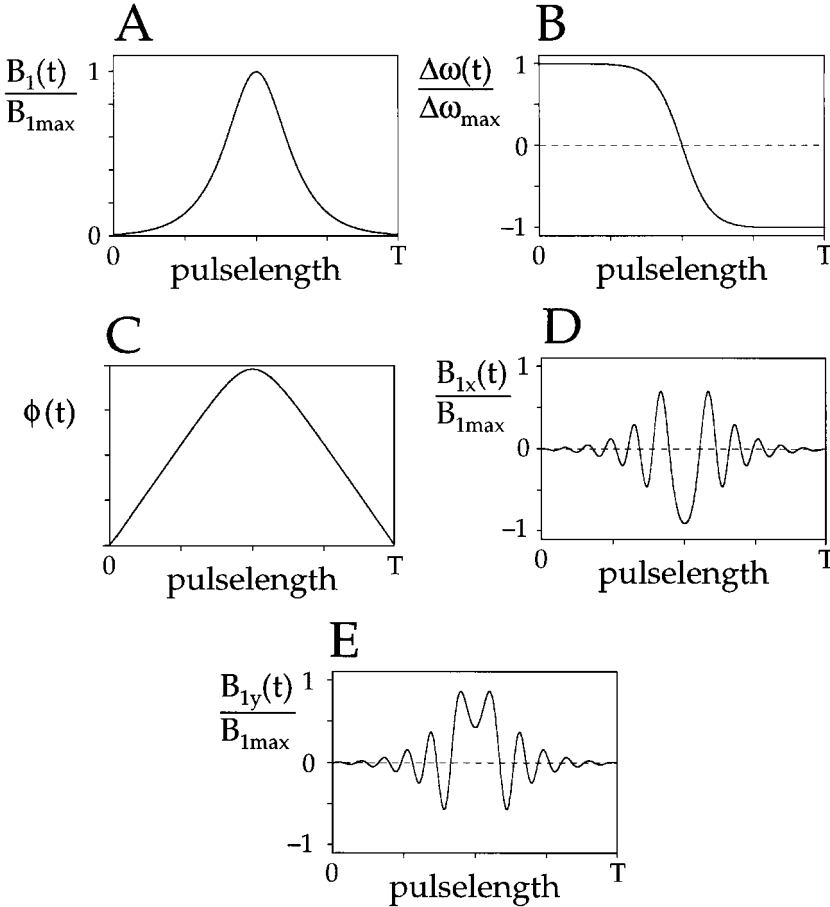 A
B₁(t)
B₁max
1
0
0
T
pulselength
B
Δω(t)
Δωmax
1
0
−1
0
T
pulselength
C
ϕ(t)
0
T
pulselength
D
B₁x(t)
B₁max
1
0
−1
0
T
pulselength
E
B₁y(t)
B₁max
1
0
−1
0
T
pulselength